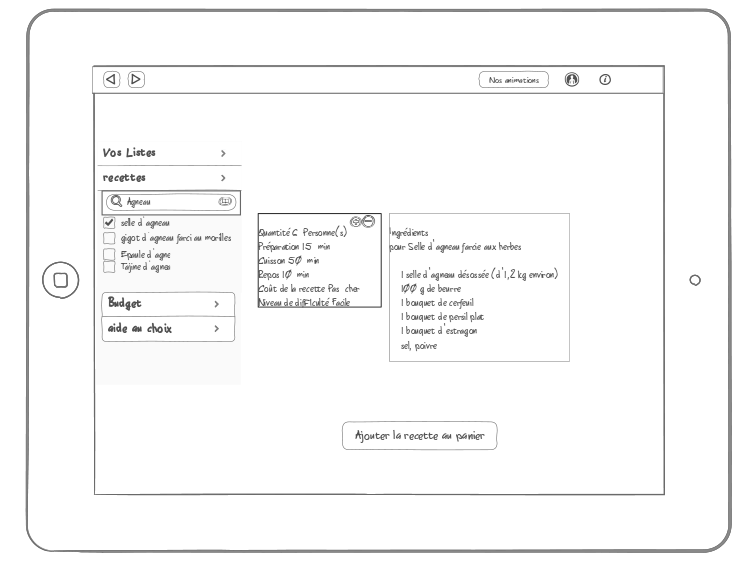 Nos animations
Vos Listes
recettes
Agneau
selle d'agneau
gigot d'agneau farci au morilles
Epaule d'agne
Tajine d'agnea
Budget
aide au choix
Quantité 6 Personne(s)
Préparation 15 min
Cuisson 50 min
Repos 10 min
Coût de la recette Pas cher
Niveau de difficulté Facile
Ingrédients
pour Selle d'agneau farcie aux herbes
1 selle d'agneau désossée (d'1,2 kg environ)
100 g de beurre
1 bouquet de cerfeuil
1 bouquet de persil plat
1 bouquet d'estragon
sel, poivre
Ajouter la recette au panier